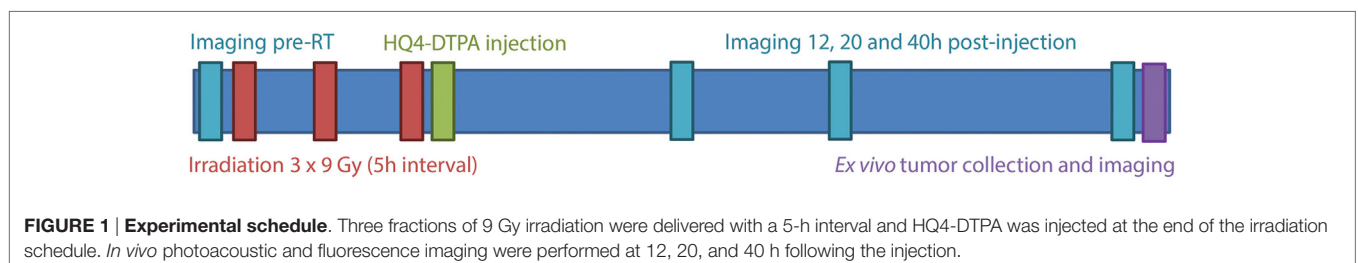 Imaging pre-RT
HQ4-DTPA injection
Imaging 12, 20 and 40h post-injection
Irradiation 3 x 9 Gy (5h interval)
Ex vivo tumor collection and imaging
FIGURE 1 | Experimental schedule. Three fractions of 9 Gy irradiation were delivered with a 5-h interval and HQ4-DTPA was injected at the end of the irradiation
schedule. In vivo photoacoustic and fluorescence imaging were performed at 12, 20, and 40 h following the injection.